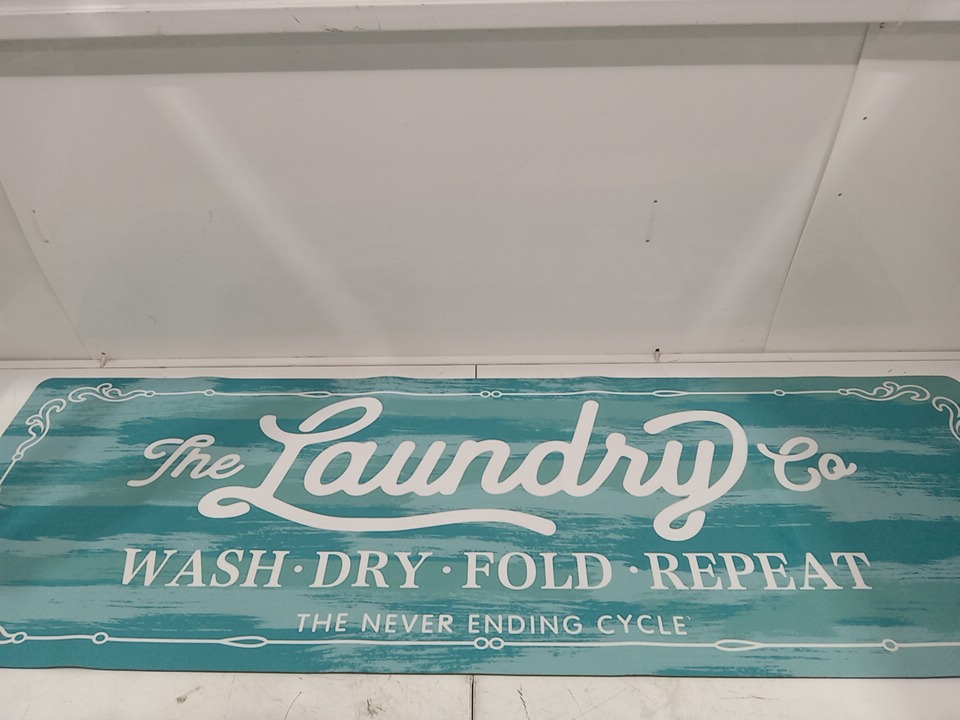 The Laundry Co
WASH · DRY · FOLD · REPEAT
THE NEVER ENDING CYCLE